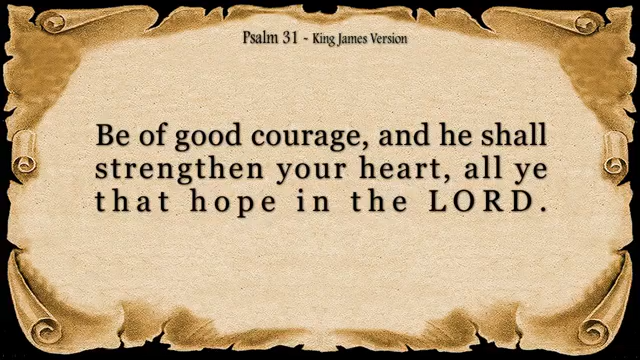 Psalm 31 - King James Version
Be of good courage, and he shall
strengthen your heart, all ye
that hope in the LORD.